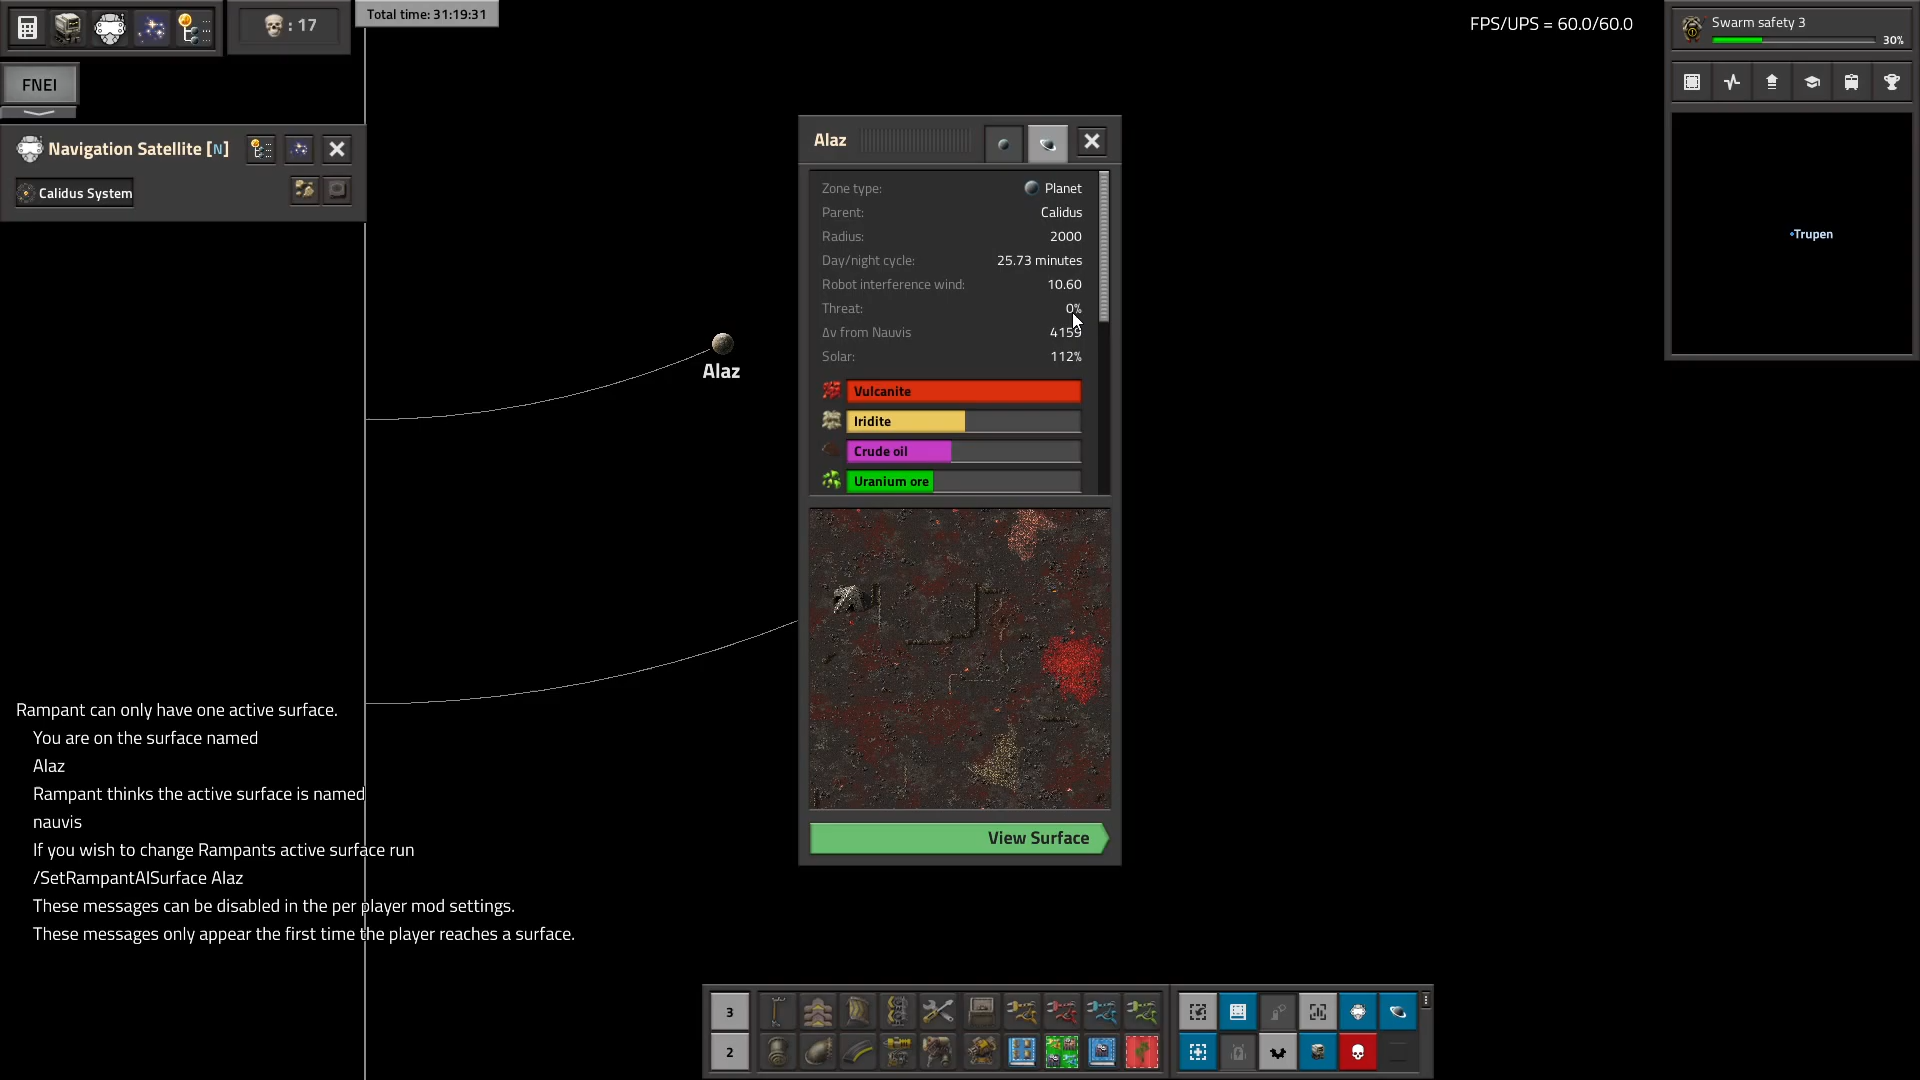 : 17
Total time: 31:19:31
FPS/UPS = 60.0/60.0
Swarm safety 3
30%
FNEI
Navigation Satellite [N]
Calidus System
Trupen
Alaz
Zone type: Planet
Parent: Calidus
Radius: 2000
Day/night cycle: 25.73 minutes
Robot interference wind: 10.60
Threat: 0%
Δv from Nauvis 4159
Solar: 112%
Vulcanite
Iridite
Crude oil
Uranium ore
View Surface
Alaz
Rampant can only have one active surface.
You are on the surface named
Alaz
Rampant thinks the active surface is named
nauvis
If you wish to change Rampants active surface run
/SetRampantAISurface Alaz
These messages can be disabled in the per player mod settings.
These messages only appear the first time the player reaches a surface.
3
2